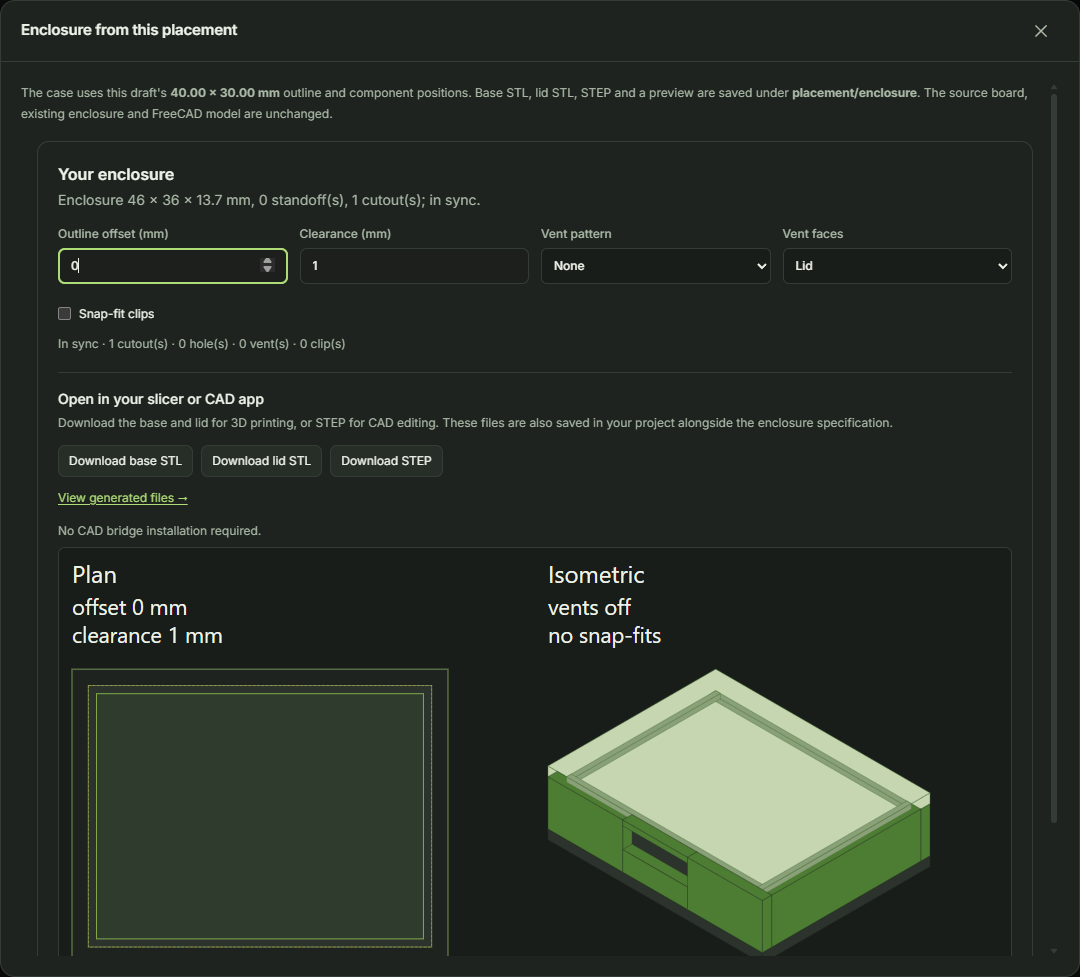 Enclosure from this placement
The case uses this draft's 40.00 × 30.00 mm outline and component positions. Base STL, lid STL, STEP and a preview are saved under placement/enclosure. The source board,
existing enclosure and FreeCAD model are unchanged.
Your enclosure
Enclosure 46 × 36 × 13.7 mm, 0 standoff(s), 1 cutout(s); in sync.
Outline offset (mm) Clearance (mm) Vent pattern Vent faces
0 1 None Lid
Snap-fit clips
In sync · 1 cutout(s) · 0 hole(s) · 0 vent(s) · 0 clip(s)
Open in your slicer or CAD app
Download the base and lid for 3D printing, or STEP for CAD editing. These files are also saved in your project alongside the enclosure specification.
Download base STL Download lid STL Download STEP
View generated files →
No CAD bridge installation required.
Plan
offset 0 mm
clearance 1 mm
Isometric
vents off
no snap-fits